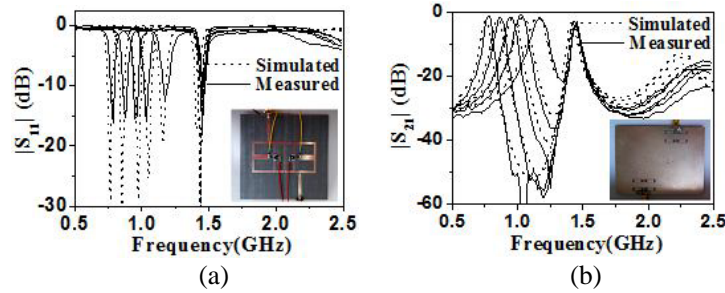 0
-10
-20
-30
|S11| (dB)
Simulated
Measured
0.5 1.0 1.5 2.0 2.5
Frequency(GHz)
(a)
0
-20
-40
-60
|S21| (dB)
Simulated
Measured
0.5 1.0 1.5 2.0 2.5
Frequency(GHz)
(b)